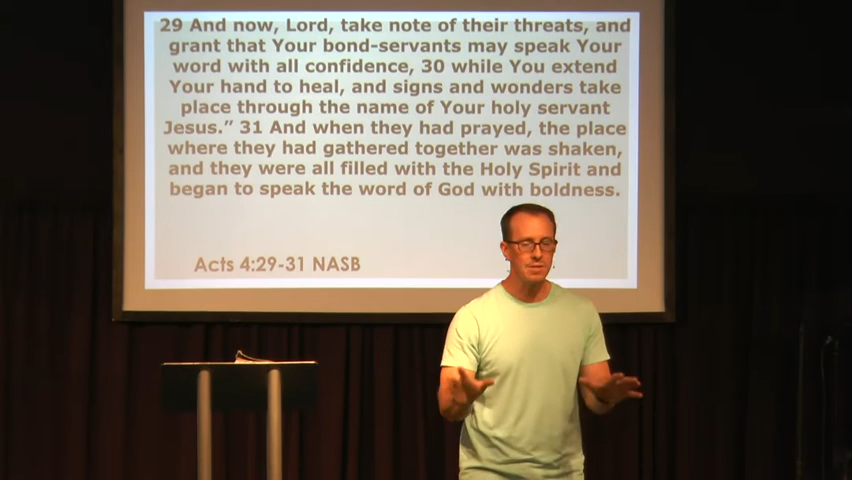 29 And now, Lord, take note of their threats, and
grant that Your bond-servants may speak Your
word with all confidence, 30 while You extend
Your hand to heal, and signs and wonders take
place through the name of Your holy servant
Jesus.” 31 And when they had prayed, the place
where they had gathered together was shaken,
and they were all filled with the Holy Spirit and
began to speak the word of God with boldness.
Acts 4:29-31 NASB